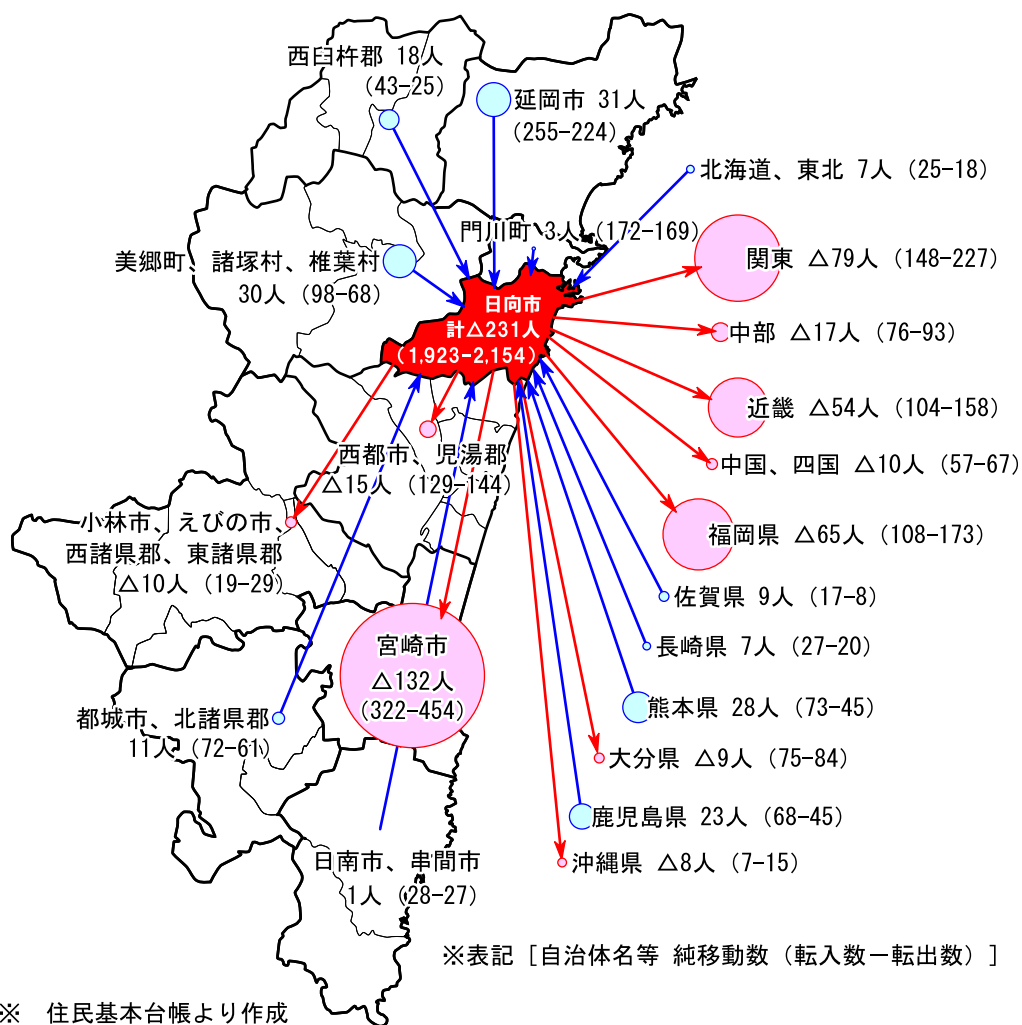 西臼杵郡 18人
(43-25)
延岡市 31人
(255-224)
北海道、東北 7人 (25-18)
門川町 3人 (172-169)
美郷町、諸塚村、椎葉村
30人 (98-68)
関東 △79人 (148-227)
日向市
計△231人
(1,923-2,154)
中部 △17人 (76-93)
近畿 △54人 (104-158)
西都市、児湯郡
△15人 (129-144)
中国、四国 △10人 (57-67)
小林市、えびの市、
西諸県郡、東諸県郡
△10人 (19-29)
福岡県 △65人 (108-173)
佐賀県 9人 (17-8)
宮崎市
△132人
(322-454)
長崎県 7人 (27-20)
都城市、北諸県郡
11人 (72-61)
熊本県 28人 (73-45)
大分県 △9人 (75-84)
鹿児島県 23人 (68-45)
日南市、串間市
1人 (28-27)
沖縄県 △8人 (7-15)
※表記 [自治体名等 純移動数 (転入数－転出数) ]
※ 住民基本台帳より作成